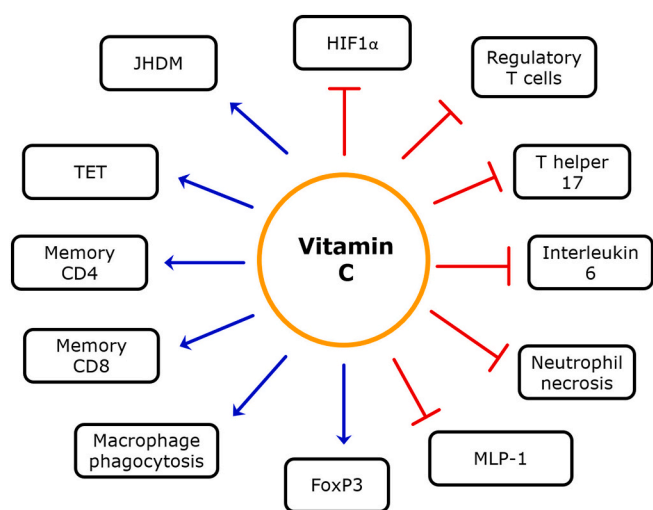 HIF1α
JHDM
Regulatory
T cells
TET
T helper
17
Vitamin
C
Memory
CD4
Interleukin
6
Memory
CD8
Neutrophil
necrosis
Macrophage
phagocytosis
MLP-1
FoxP3